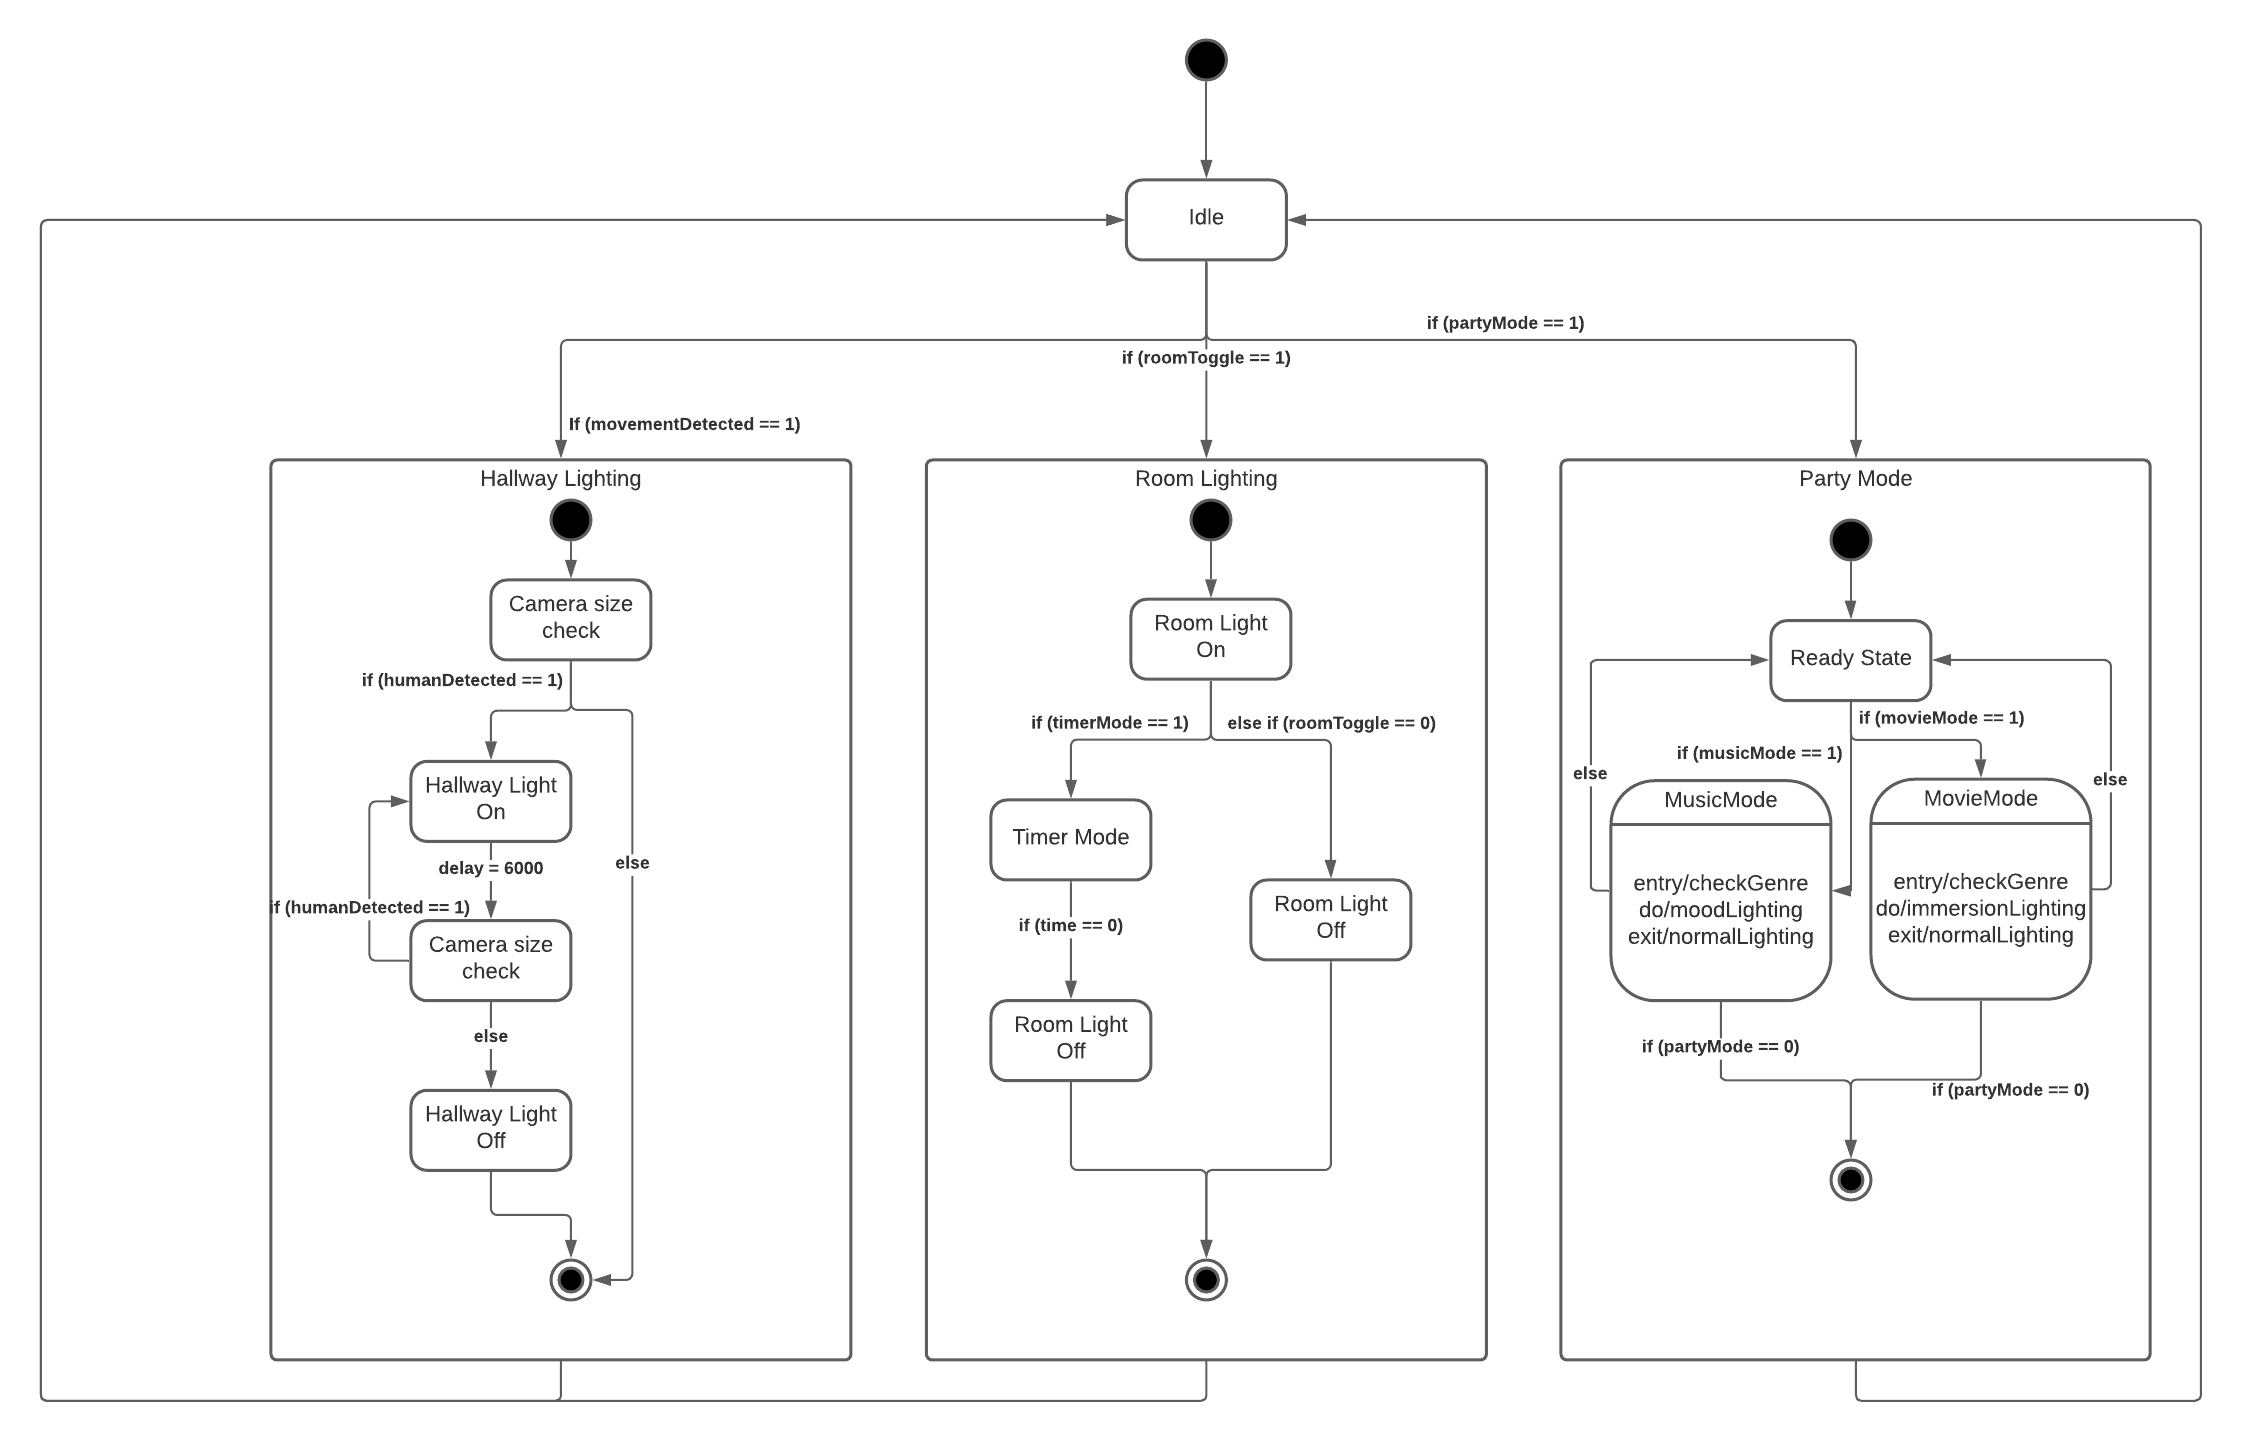 Idle
if (partyMode == 1)
if (roomToggle == 1)
If (movementDetected == 1)
Hallway Lighting
Camera size
check
if (humanDetected == 1)
Hallway Light
On
else
delay = 6000
if (humanDetected == 1)
Camera size
check
else
Hallway Light
Off
Room Lighting
Room Light
On
if (timerMode == 1)
else if (roomToggle == 0)
Timer Mode
if (time == 0)
Room Light
Off
Room Light
Off
Party Mode
Ready State
if (movieMode == 1)
if (musicMode == 1)
else
else
MusicMode
entry/checkGenre
do/moodLighting
exit/normalLighting
MovieMode
entry/checkGenre
do/immersionLighting
exit/normalLighting
if (partyMode == 0)
if (partyMode == 0)